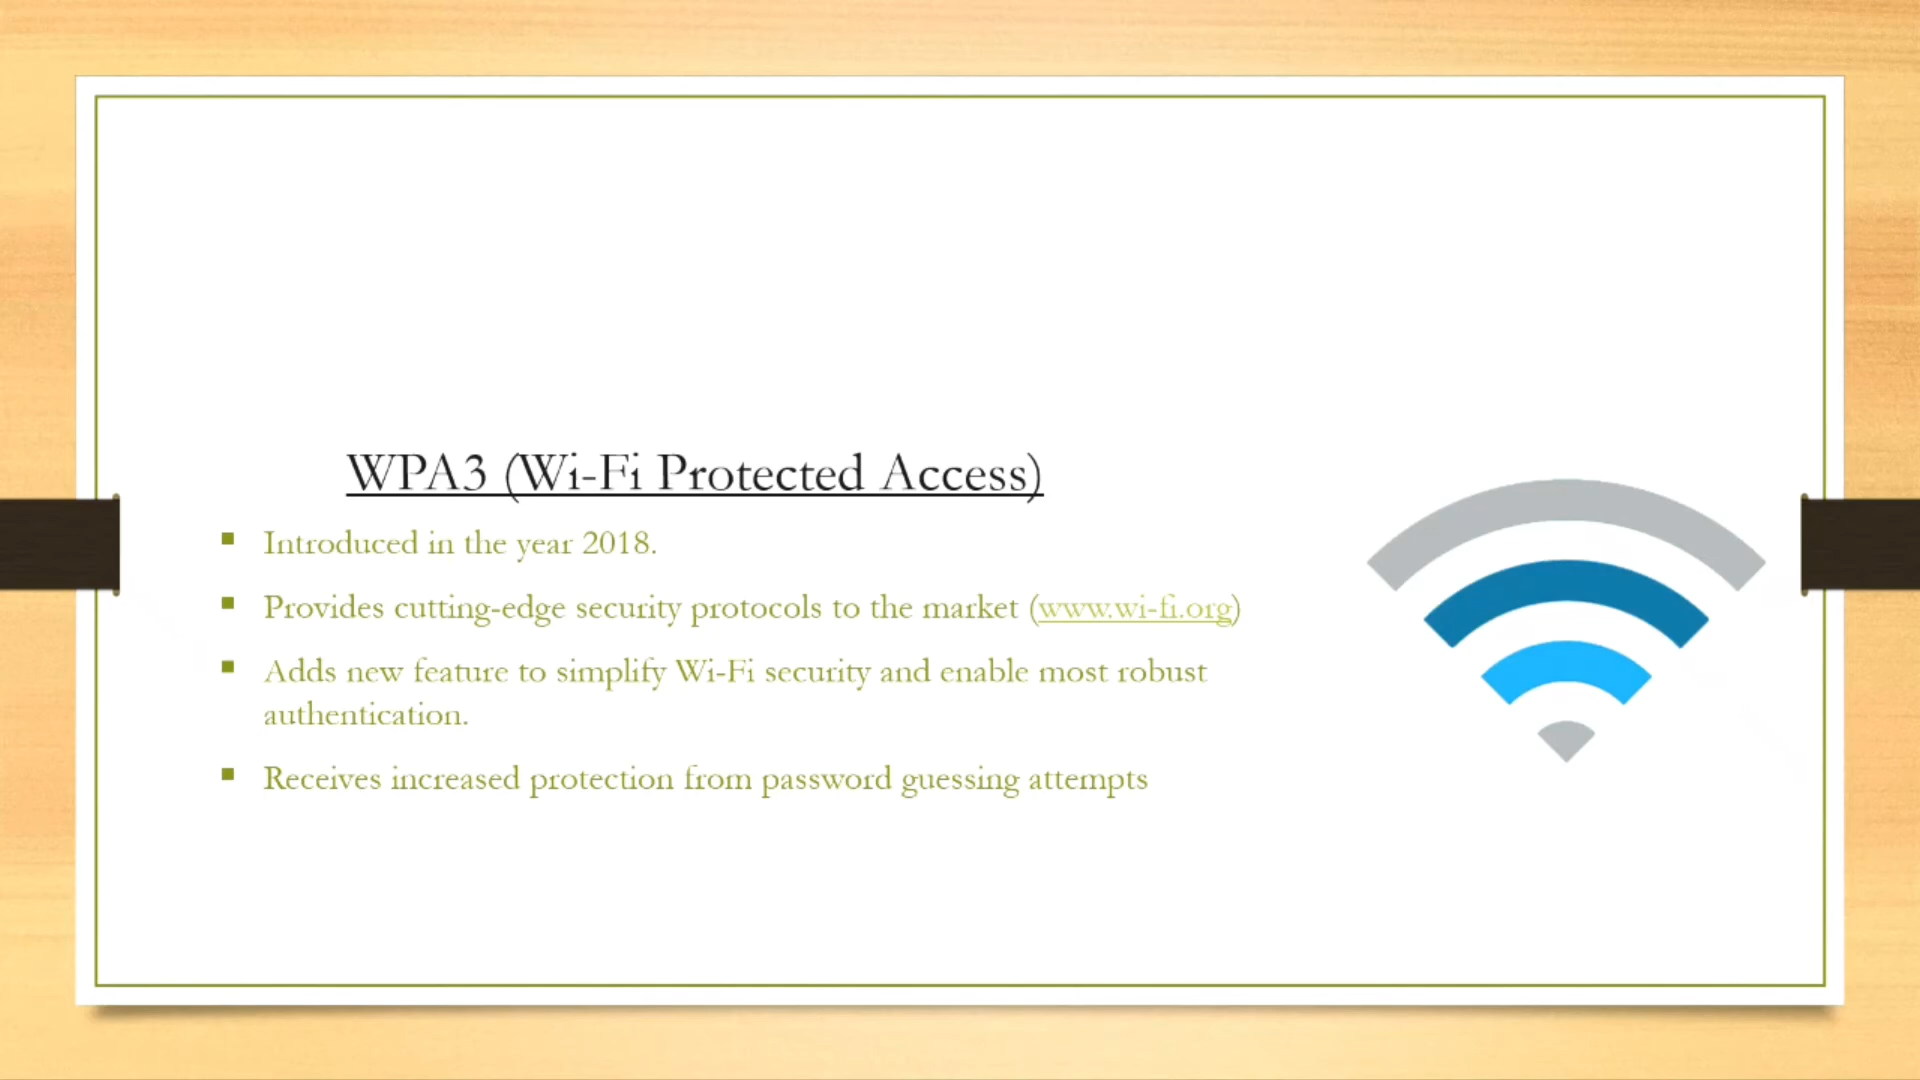 WPA3 (Wi-Fi Protected Access)
▪ Introduced in the year 2018.
▪ Provides cutting-edge security protocols to the market (www.wi-fi.org)
▪ Adds new feature to simplify Wi-Fi security and enable most robust
authentication.
▪ Receives increased protection from password guessing attempts